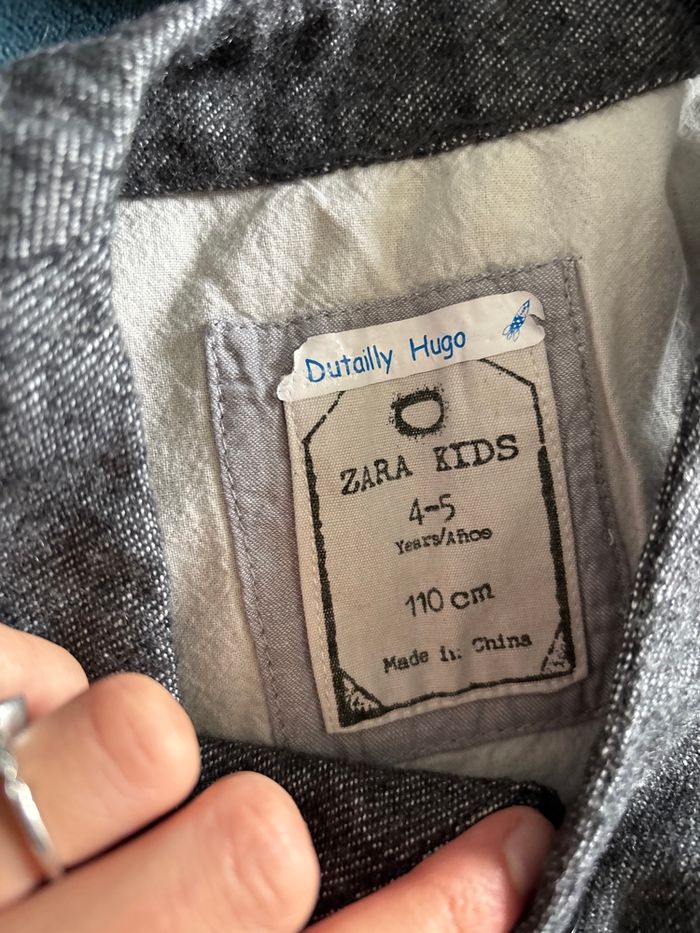 Dutailly Hugo
ZARA KIDS
4-5
Years/Años
110 cm
Made in China